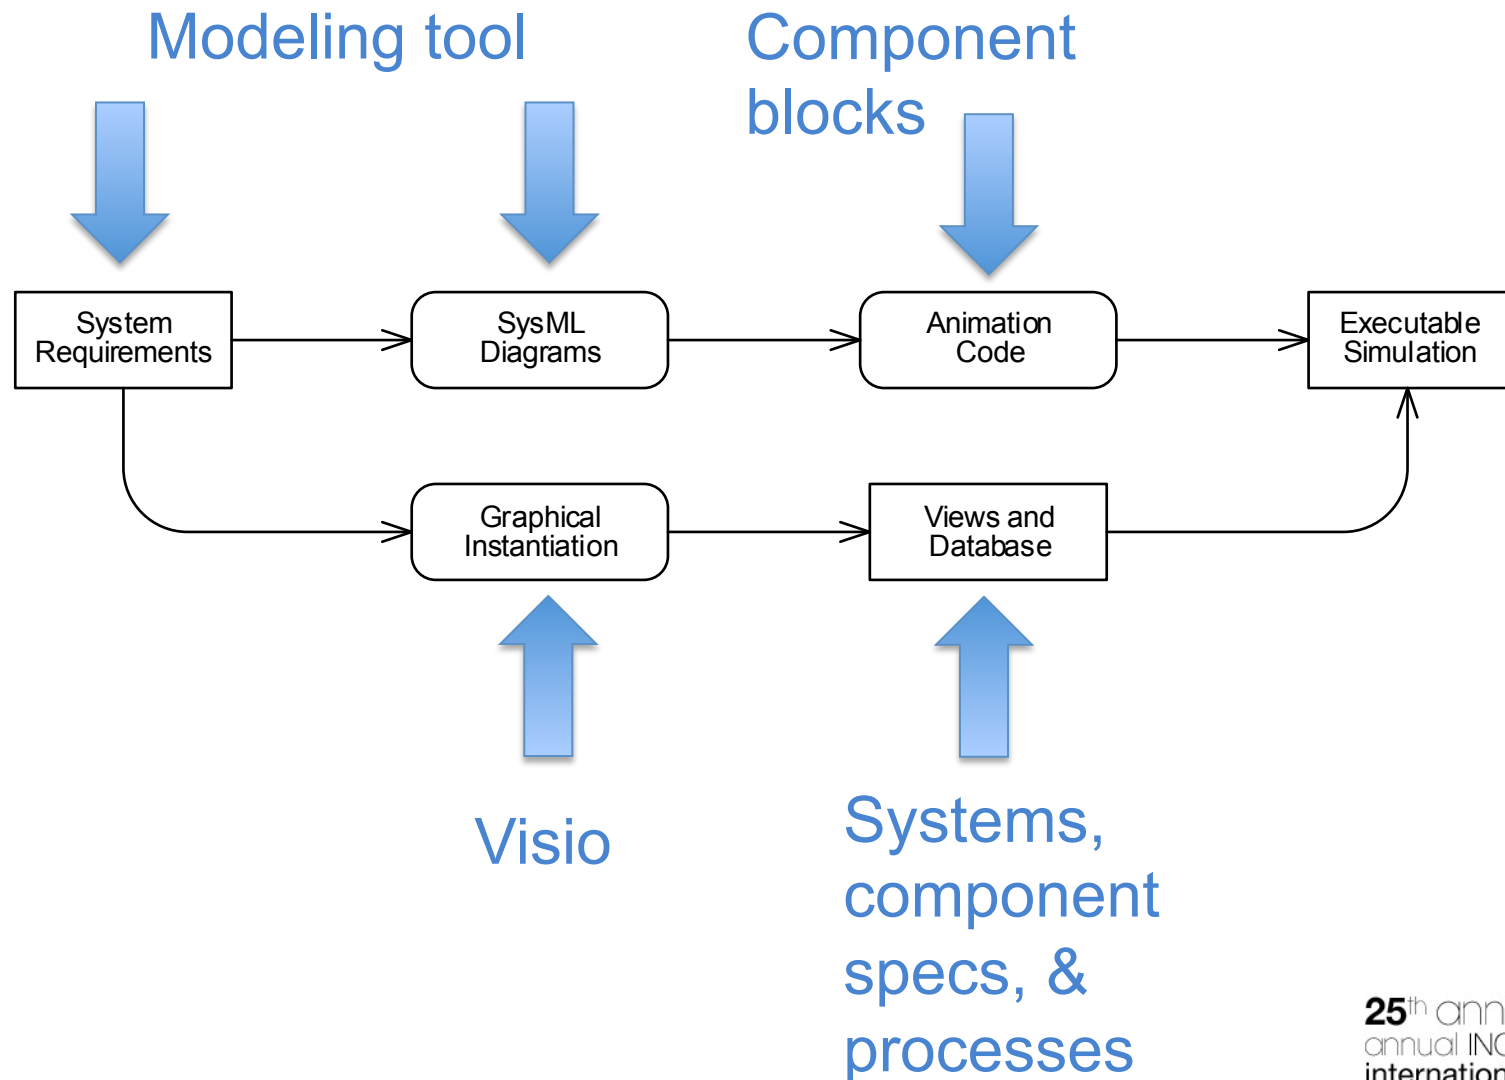 Modeling tool
Component
blocks
System
Requirements
SysML
Diagrams
Animation
Code
Executable
Simulation
Graphical
Instantiation
Views and
Database
Visio
Systems,
component
specs, &
processes
25th
annual
international